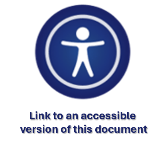 Link to an accessible
version of this document